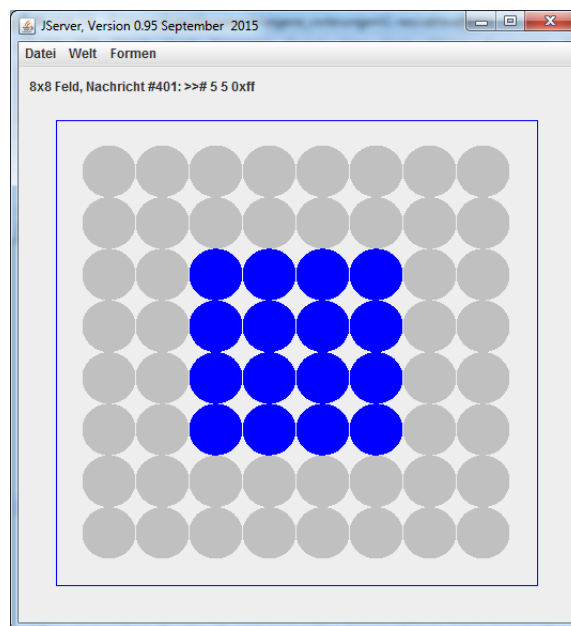 JServer, Version 0.95 September 2015
Datei Welt Formen
8x8 Feld, Nachricht #401: >># 5 5 0xff